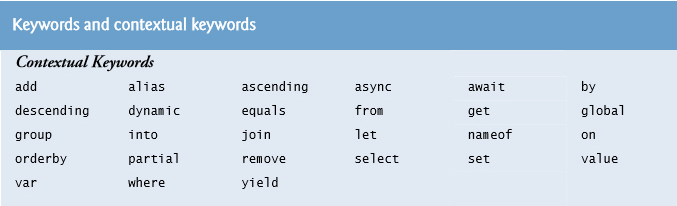 Keywords and contextual keywords
Contextual Keywords
add alias ascending async await by
descending dynamic equals from get global
group into join let nameof on
orderby partial remove select set value
var where yield